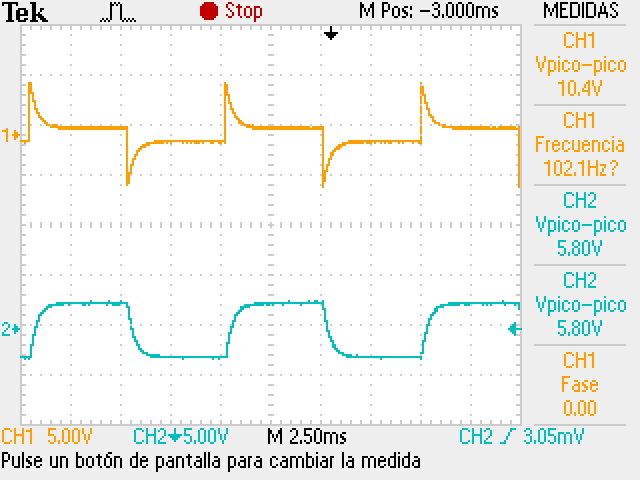 Tek Stop M Pos: -3.000ms MEDIDAS
CH1
Vpico-pico
10.4V
CH1
Frecuencia
102.1Hz?
CH2
Vpico-pico
5.80V
CH2
Vpico-pico
5.80V
CH1
Fase
0.00
1
2
CH1 5.00V CH2 5.00V M 2.50ms CH2 3.05mV
Pulse un botón de pantalla para cambiar la medida